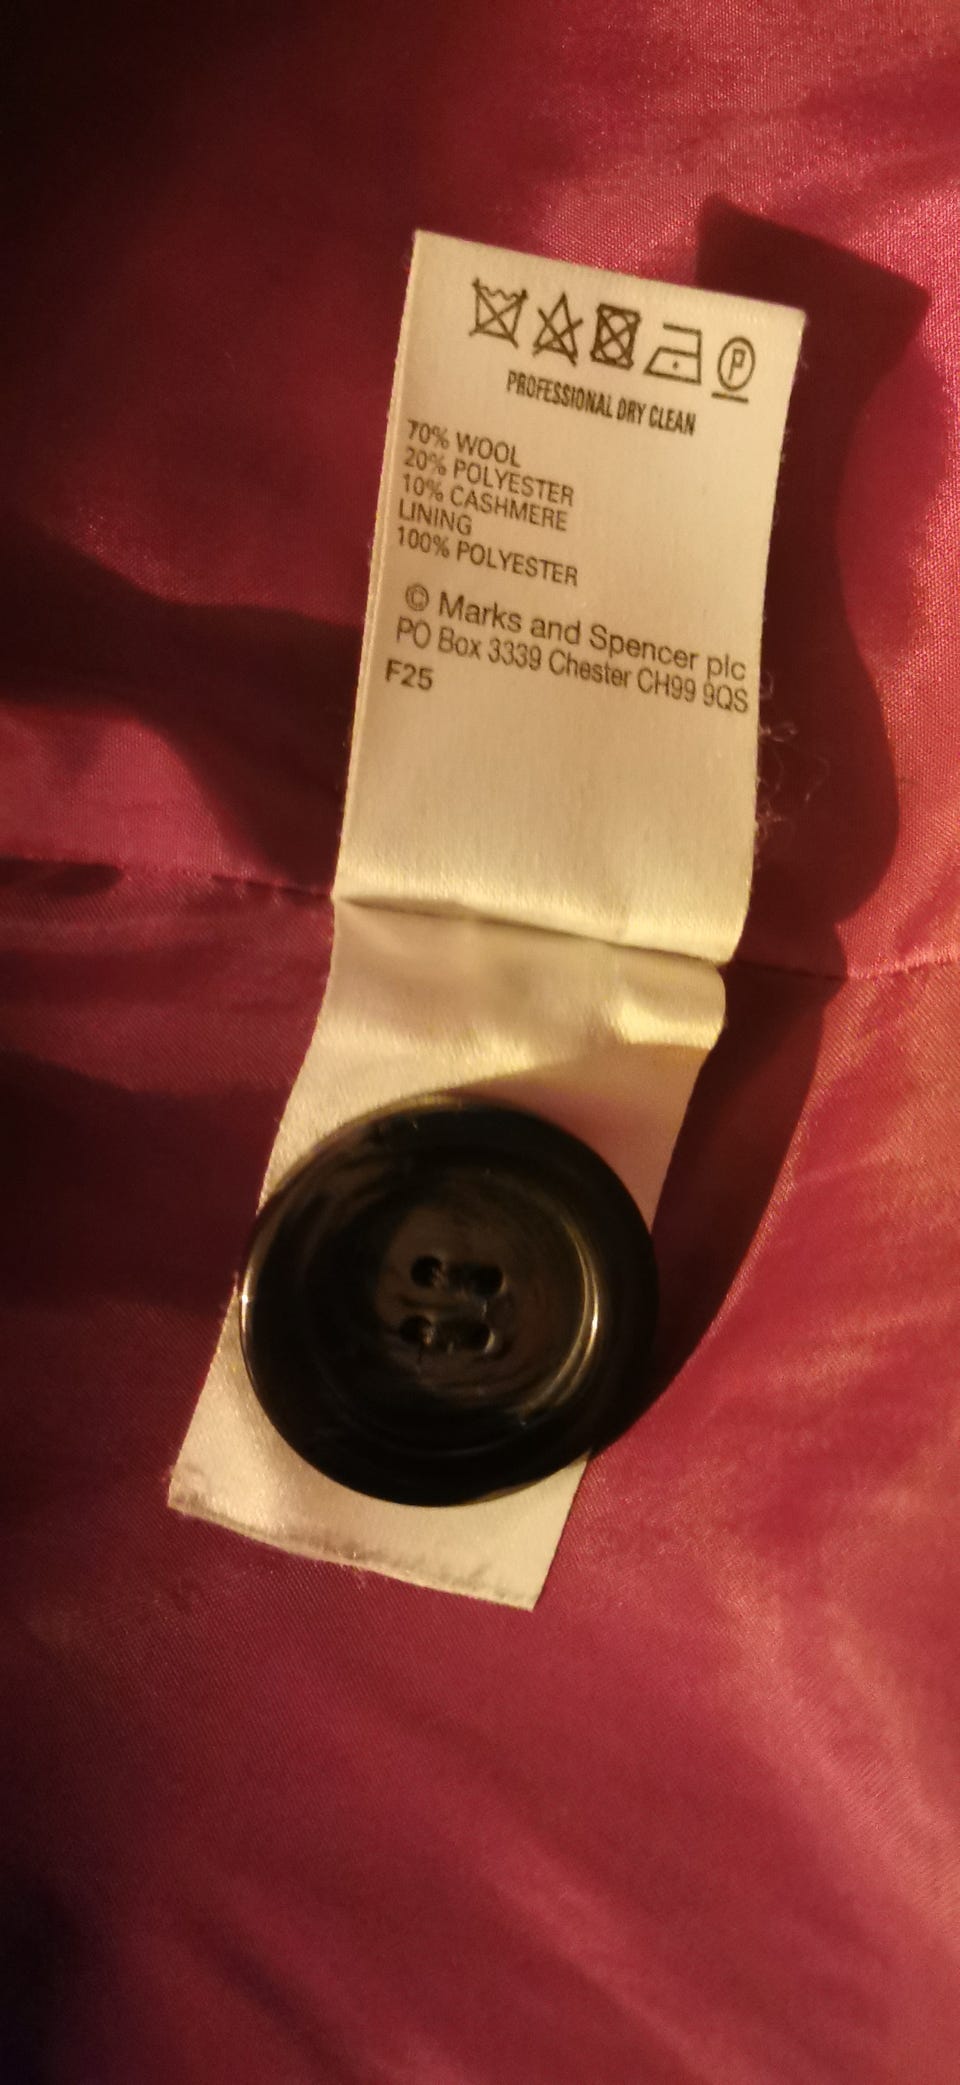 P
PROFESSIONAL DRY CLEAN
70% WOOL
20% POLYESTER
10% CASHMERE
LINING
100% POLYESTER
© Marks and Spencer plc
PO Box 3339 Chester CH99 9QS
F25